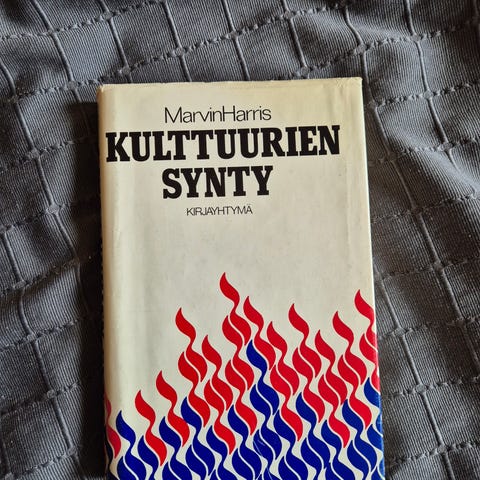 MarvinHarris
KULTTUURIEN
SYNTY
KIRJAYHTYMÄ